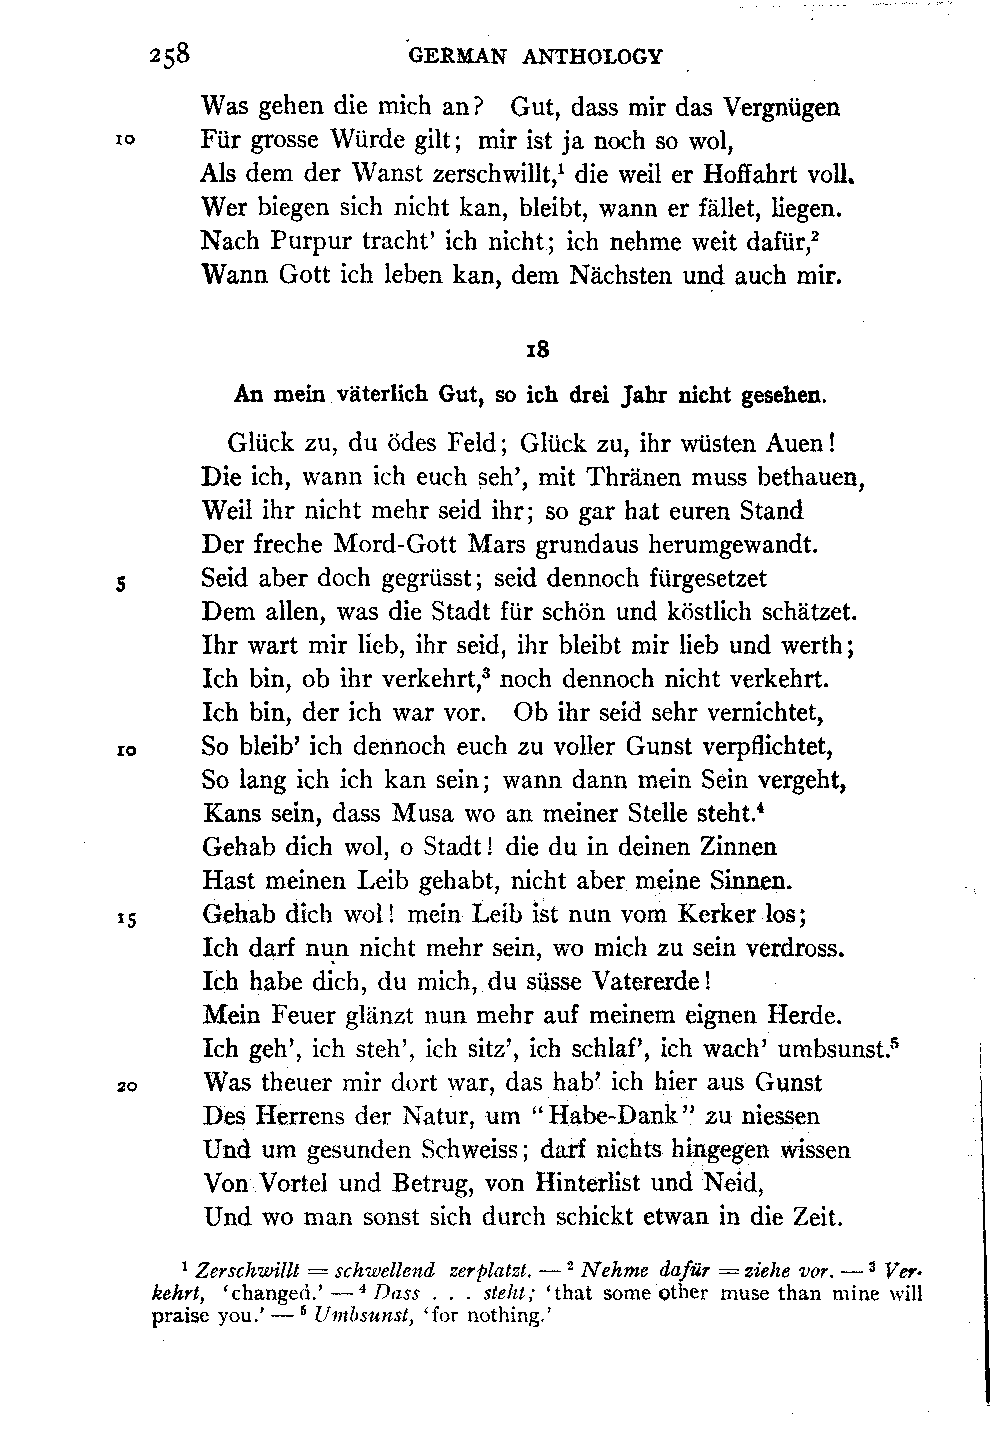 258 GERMAN ANTHOLOGY
Was gehen die mich an? Gut, dass mir das Vergnügen
10 Für grosse Würde gilt; mir ist ja noch so wol,
Als dem der Wanst zerschwillt,¹ die weil er Hoffahrt voll.
Wer biegen sich nicht kan, bleibt, wann er fället, liegen.
Nach Purpur tracht' ich nicht; ich nehme weit dafür,²
Wann Gott ich leben kan, dem Nächsten und auch mir.
18
An mein väterlich Gut, so ich drei Jahr nicht gesehen.
Glück zu, du ödes Feld; Glück zu, ihr wüsten Auen!
Die ich, wann ich euch seh', mit Thränen muss bethauen,
Weil ihr nicht mehr seid ihr; so gar hat euren Stand
Der freche Mord-Gott Mars grundaus herumgewandt.
5 Seid aber doch gegrüsst; seid dennoch fürgesetzet
Dem allen, was die Stadt für schön und köstlich schätzet.
Ihr wart mir lieb, ihr seid, ihr bleibt mir lieb und werth;
Ich bin, ob ihr verkehrt,³ noch dennoch nicht verkehrt.
Ich bin, der ich war vor. Ob ihr seid sehr vernichtet,
10 So bleib' ich dennoch euch zu voller Gunst verpflichtet,
So lang ich ich kan sein; wann dann mein Sein vergeht,
Kans sein, dass Musa wo an meiner Stelle steht.⁴
Gehab dich wol, o Stadt! die du in deinen Zinnen
Hast meinen Leib gehabt, nicht aber meine Sinnen.
15 Gehab dich wol! mein Leib ist nun vom Kerker los;
Ich darf nun nicht mehr sein, wo mich zu sein verdross.
Ich habe dich, du mich, du süsse Vatererde!
Mein Feuer glänzt nun mehr auf meinem eignen Herde.
Ich geh', ich steh', ich sitz', ich schlaf', ich wach' umbsunst.⁵
20 Was theuer mir dort war, das hab' ich hier aus Gunst
Des Herrens der Natur, um "Habe-Dank" zu niessen
Und um gesunden Schweiss; darf nichts hingegen wissen
Von Vortel und Betrug, von Hinterlist und Neid,
Und wo man sonst sich durch schickt etwan in die Zeit.
¹ Zerschwillt = schwellend zerplatzt. — ² Nehme dafür = ziehe vor. — ³ Ver-
kehrt, 'changed.' — ⁴ Dass . . . steht; 'that some other muse than mine will
praise you.' — ⁵ Umbsunst, 'for nothing.'